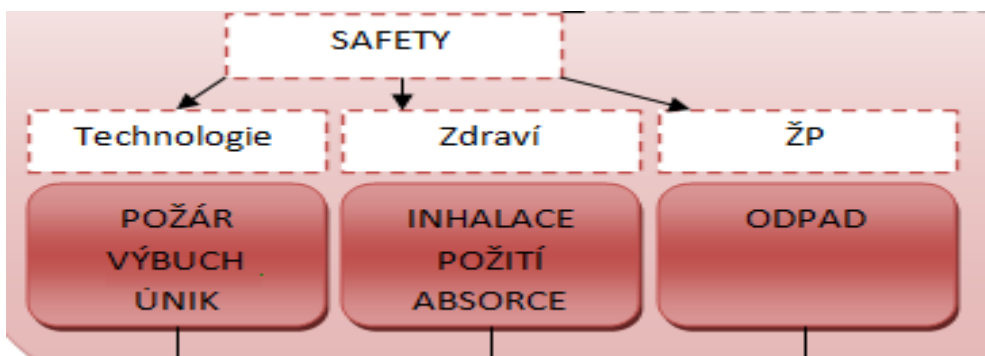 SAFETY
Technologie
Zdraví
ŽP
POŽÁR
VÝBUCH
ÚNIK
INHALACE
POŽITÍ
ABSORCE
ODPAD